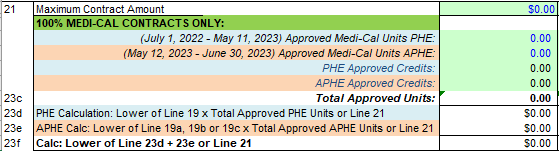 21 Maximum Contract Amount $0.00
100% MEDI-CAL CONTRACTS ONLY:
(July 1, 2022 - May 11, 2023) Approved Medi-Cal Units PHE: 0.00
(May 12, 2023 - June 30, 2023) Approved Medi-Cal Units APHE: 0.00
PHE Approved Credits: 0.00
APHE Approved Credits: 0.00
23c Total Approved Units: 0.00
23d PHE Calculation: Lower of Line 19 x Total Approved PHE Units or Line 21 $0.00
23e APHE Calc: Lower of Line 19a, 19b or 19c x Total Approved APHE Units or Line 21 $0.00
23f Calc: Lower of Line 23d + 23e or Line 21 $0.00